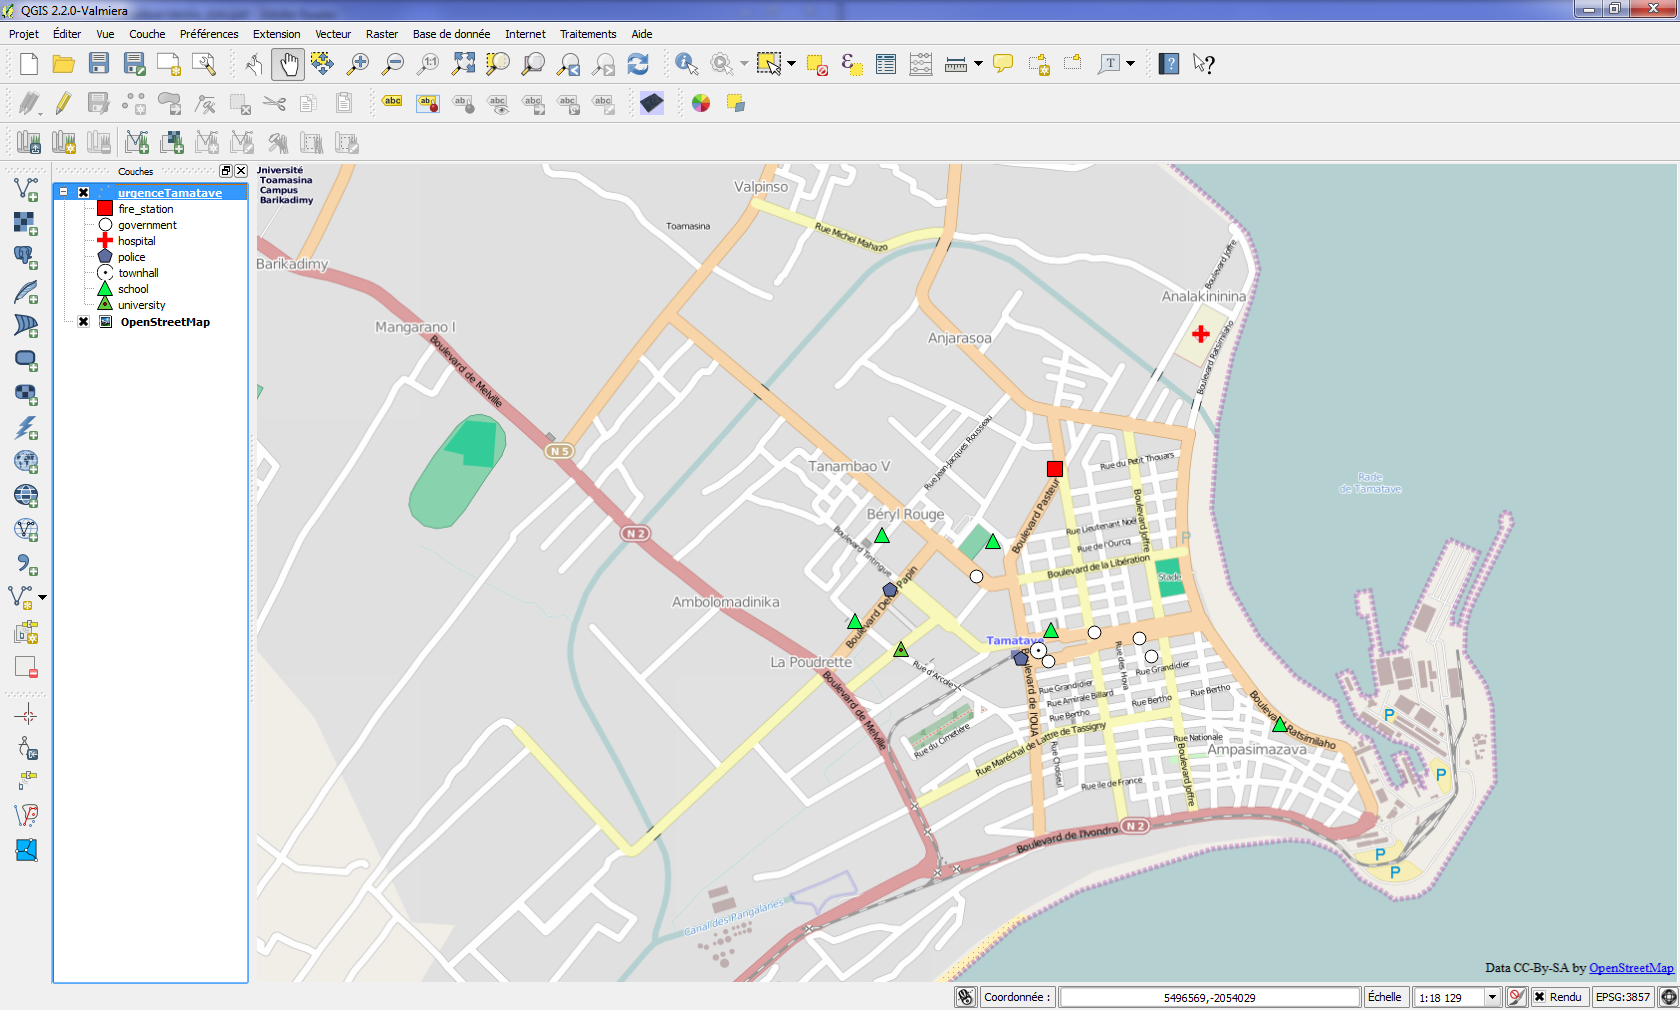 QGIS 2.2.0-Valmiera
Projet Éditer Vue Couche Préférences Extension Vecteur Raster Base de donnée Internet Traitements Aide
Couches
urgenceTamatave
fire_station
government
hospital
police
townhall
school
university
OpenStreetMap
Université
Toamasina
Campus
Barikadimy
Valpinso
Toamasina
Rue Michel Mahazo
Barikadimy
Boulevard Joffre
Analakininina
Mangarano I
Anjarasoa
Boulevard de Melville
Boulevard Ratsimilaho
N 5
Rue Jean-Jacques Rousseau
Tanambao V
Rue du Petit Thouars
Rade
de Tamatave
Boulevard Pasteur
Boulevard Joffre
Béryl Rouge
N 2
Boulevard Tintingue
Rue Lieutenant Noël
Rue de l'Ourcq
P
Boulevard de la Libération
Stade
Ambolomadinika
Boulevard Denis Papin
Tamatave
La Poudrette
Rue d'Arcole
Boulevard de l'OUA
Rue des Hova
Rue Grandidier
Rue Grandidier
Rue Amirale Billard
Rue Bertho
Rue Bertho
Rue Bertho
Boulevard de Melville
Rue du Cimetière
Rue Maréchal de Lattre de Tassigny
Rue Nationale
Boulevard Ratsimilaho
Ampasimazava
Rue Choiseul
Rue Ile de France
Boulevard Joffre
P
P
Boulevard de l'Ivondro
N 2
P
P
Canal des Pangalanes
Data CC-By-SA by OpenStreetMap
Coordonnée : 5496569,-2054029 Échelle 1:18 129 Rendu EPSG:3857